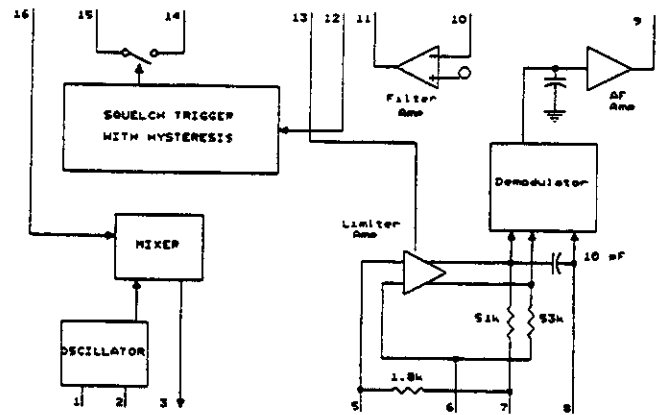 16 15 14 13 12 11 10 9
Filter
Amp
AF
Amp
SQUELCH TRIGGER
WITH HYSTERESIS
Demodulator
Limiter
Amp
MIXER
10 pF
51k 53k
OSCILLATOR
1.8k
1 2 3 5 6 7 8